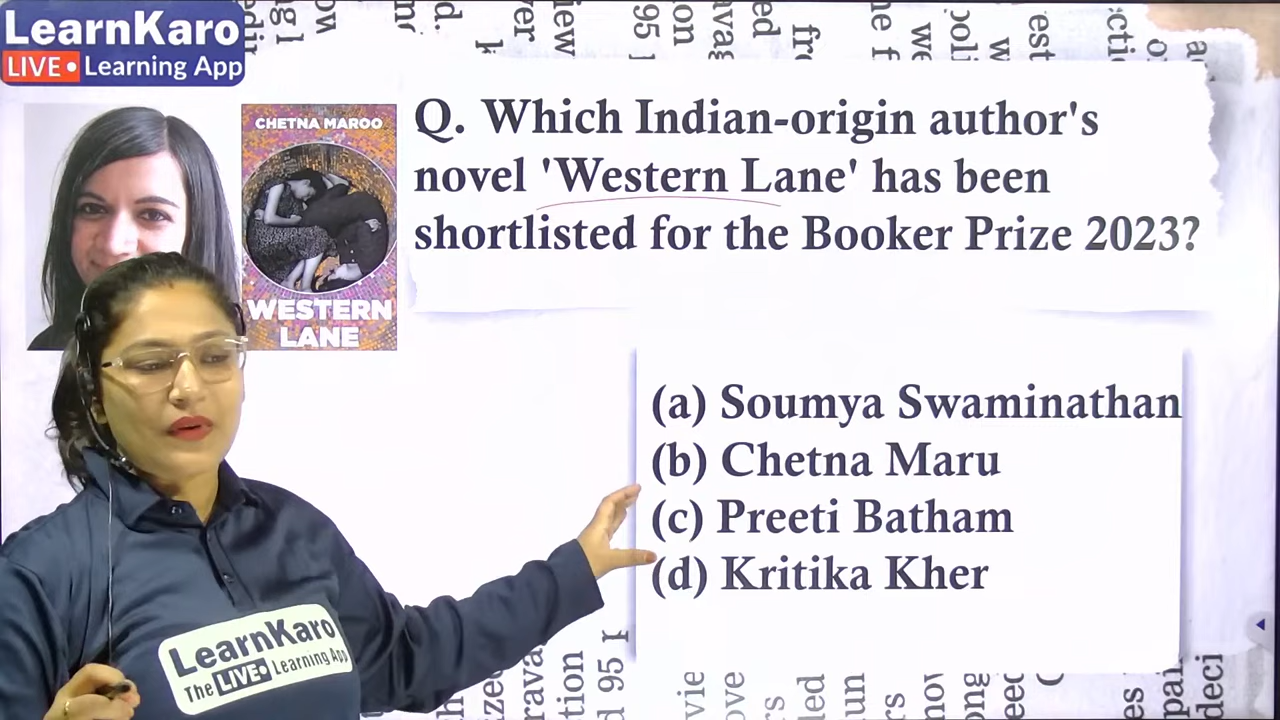 LearnKaro
LIVE • Learning App
CHETNA MAROO
WESTERN
LANE
Q. Which Indian-origin author's
novel 'Western Lane' has been
shortlisted for the Booker Prize 2023?
(a) Soumya Swaminathan
(b) Chetna Maru
(c) Preeti Batham
(d) Kritika Kher
LearnKaro
The LIVE• Learning App